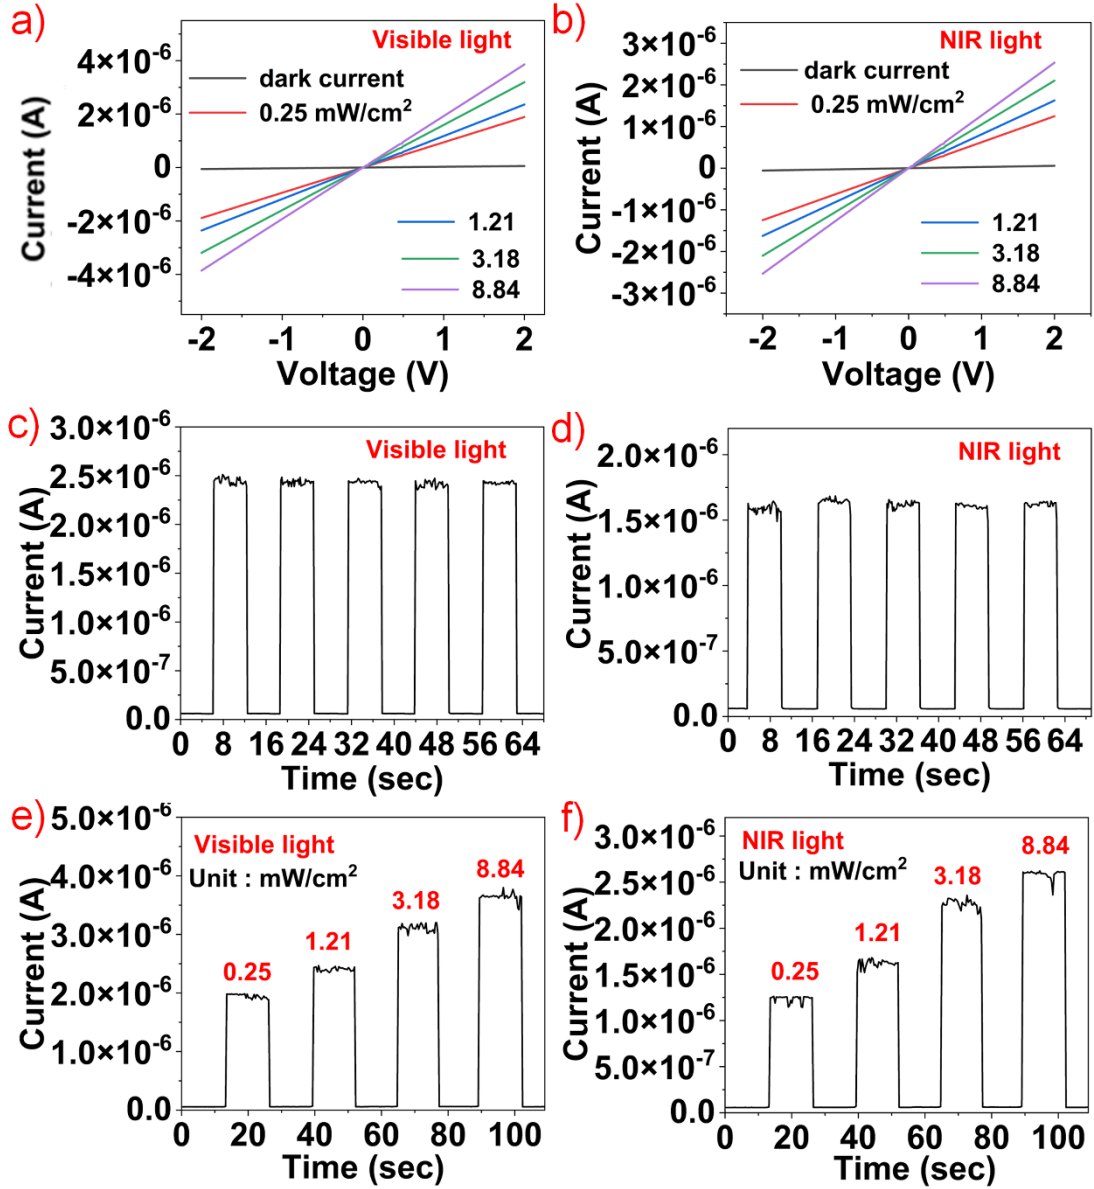 a)
Visible light
dark current
0.25 mW/cm²
1.21
3.18
8.84
4×10⁻⁶
2×10⁻⁶
0
-2×10⁻⁶
-4×10⁻⁶
Current (A)
-2 -1 0 1 2
Voltage (V)
b)
NIR light
dark current
0.25 mW/cm²
1.21
3.18
8.84
3×10⁻⁶
2×10⁻⁶
1×10⁻⁶
0
-1×10⁻⁶
-2×10⁻⁶
-3×10⁻⁶
Current (A)
-2 -1 0 1 2
Voltage (V)
c)
Visible light
3.0×10⁻⁶
2.5×10⁻⁶
2.0×10⁻⁶
1.5×10⁻⁶
1.0×10⁻⁶
5.0×10⁻⁷
0.0
Current (A)
0 8 16 24 32 40 48 56 64
Time (sec)
d)
NIR light
2.0×10⁻⁶
1.5×10⁻⁶
1.0×10⁻⁶
5.0×10⁻⁷
0.0
Current (A)
0 8 16 24 32 40 48 56 64
Time (sec)
e)
Visible light
Unit : mW/cm²
0.25
1.21
3.18
8.84
5.0×10⁻⁶
4.0×10⁻⁶
3.0×10⁻⁶
2.0×10⁻⁶
1.0×10⁻⁶
0.0
Current (A)
0 20 40 60 80 100
Time (sec)
f)
NIR light
Unit : mW/cm²
0.25
1.21
3.18
8.84
3.0×10⁻⁶
2.5×10⁻⁶
2.0×10⁻⁶
1.5×10⁻⁶
1.0×10⁻⁶
5.0×10⁻⁷
0.0
Current (A)
0 20 40 60 80 100
Time (sec)